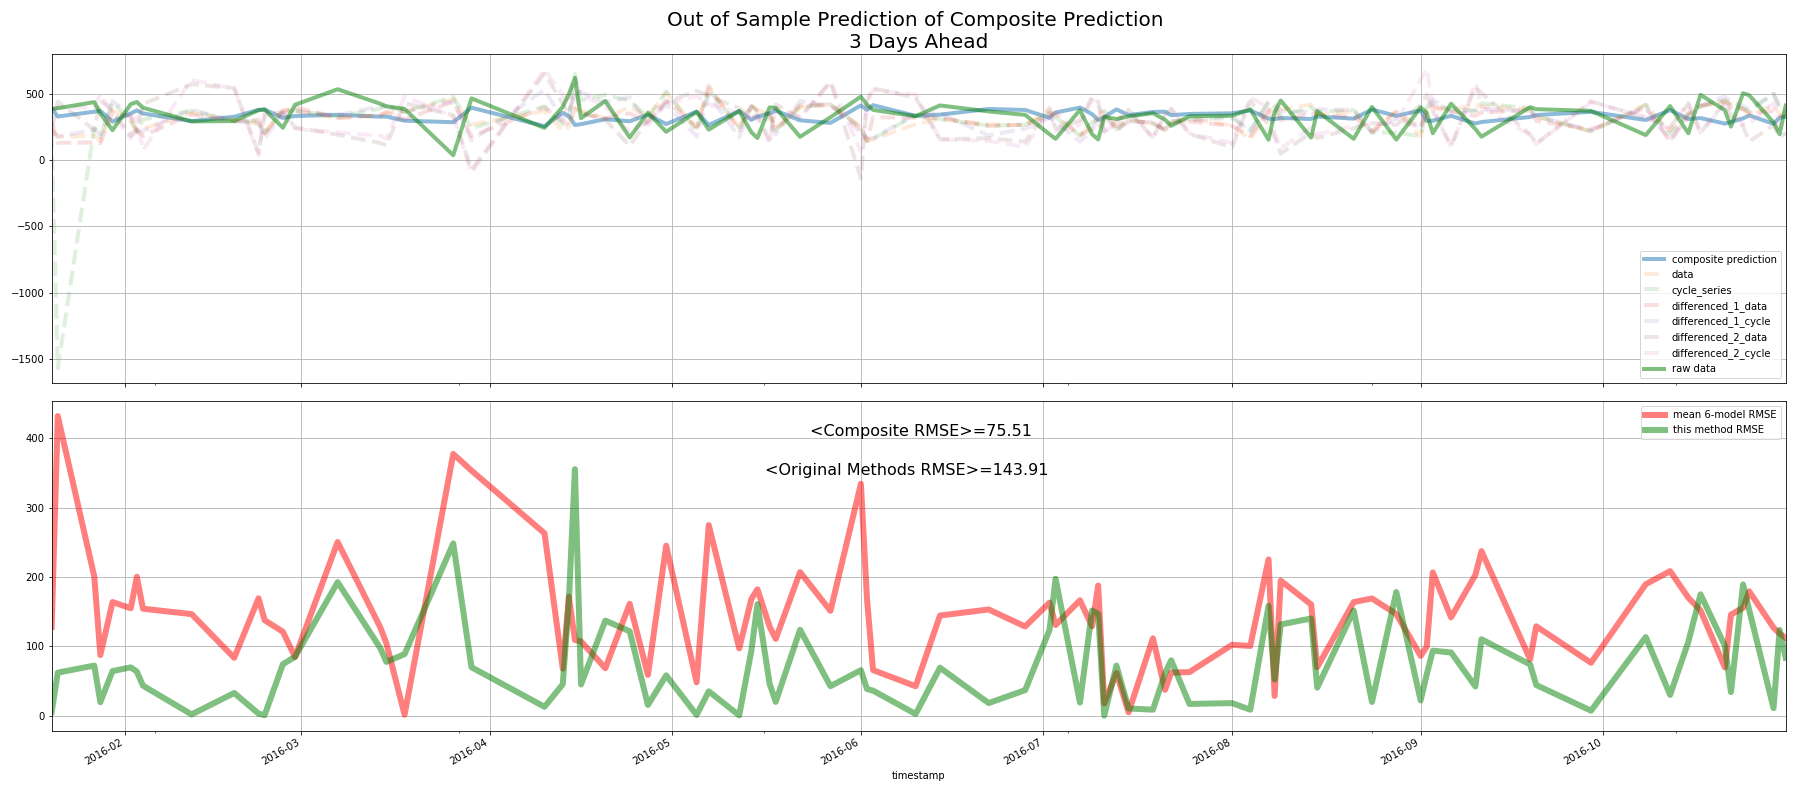 Out of Sample Prediction of Composite Prediction
3 Days Ahead
500
0
−500
−1000
−1500
composite prediction
data
cycle_series
differenced_1_data
differenced_1_cycle
differenced_2_data
differenced_2_cycle
raw data
400
300
200
100
0
<Composite RMSE>=75.51
<Original Methods RMSE>=143.91
mean 6-model RMSE
this method RMSE
2016-02
2016-03
2016-04
2016-05
2016-06
2016-07
2016-08
2016-09
2016-10
timestamp